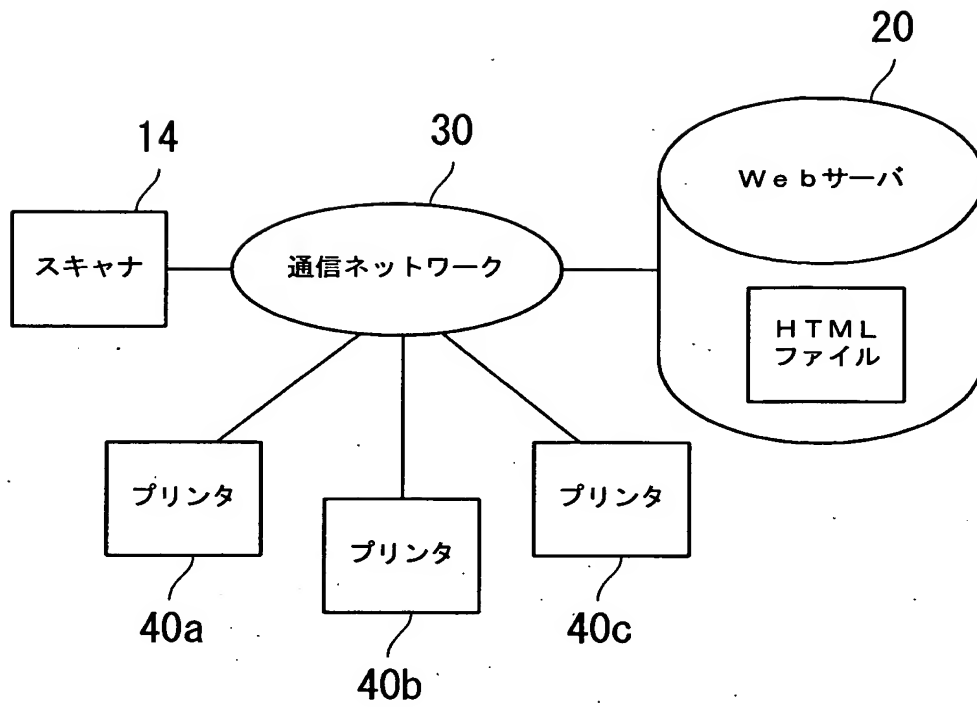 20
14
30
Ｗｅｂサーバ
スキャナ
通信ネットワーク
ＨＴＭＬ
ファイル
プリンタ
プリンタ
プリンタ
40a
40b
40c